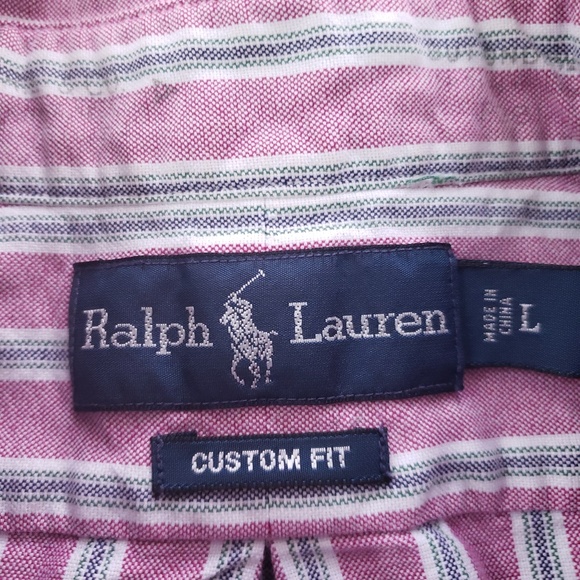 Ralph Lauren
MADE IN
CHINA
L
CUSTOM FIT